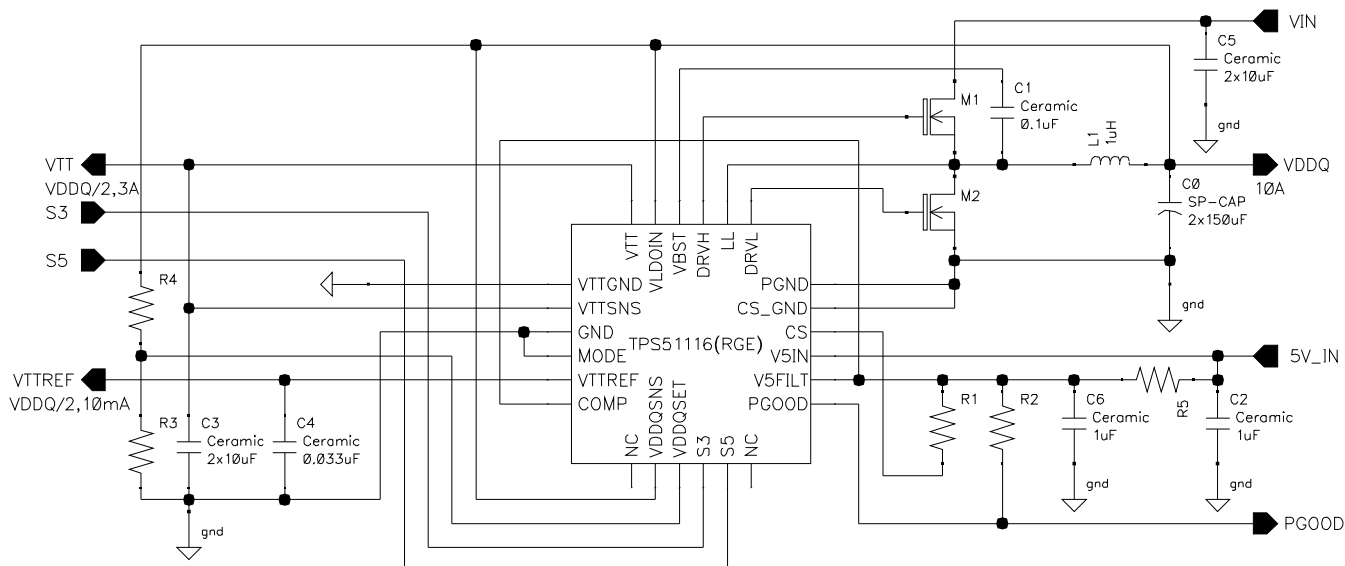 VIN
C5
Ceramic
2x10uF
gnd
M1
C1
Ceramic
0.1uF
L1
1uH
VTT
VDDQ/2,3A
VDDQ
10A
S3
S5
M2
C0
SP-CAP
2x150uF
gnd
VTT
VLDOIN
VBST
DRVH
LL
DRVL
R4
VTTGND
VTTSNS
GND
MODE
VTTREF
COMP
TPS51116(RGE)
PGND
CS_GND
CS
V5IN
V5FILT
PGOOD
5V_IN
VTTREF
VDDQ/2,10mA
R3
C3
Ceramic
2x10uF
C4
Ceramic
0.033uF
gnd
NC
VDDQSNS
VDDQSET
S3
S5
NC
R1
R2
C6
Ceramic
1uF
gnd
R5
C2
Ceramic
1uF
gnd
PGOOD